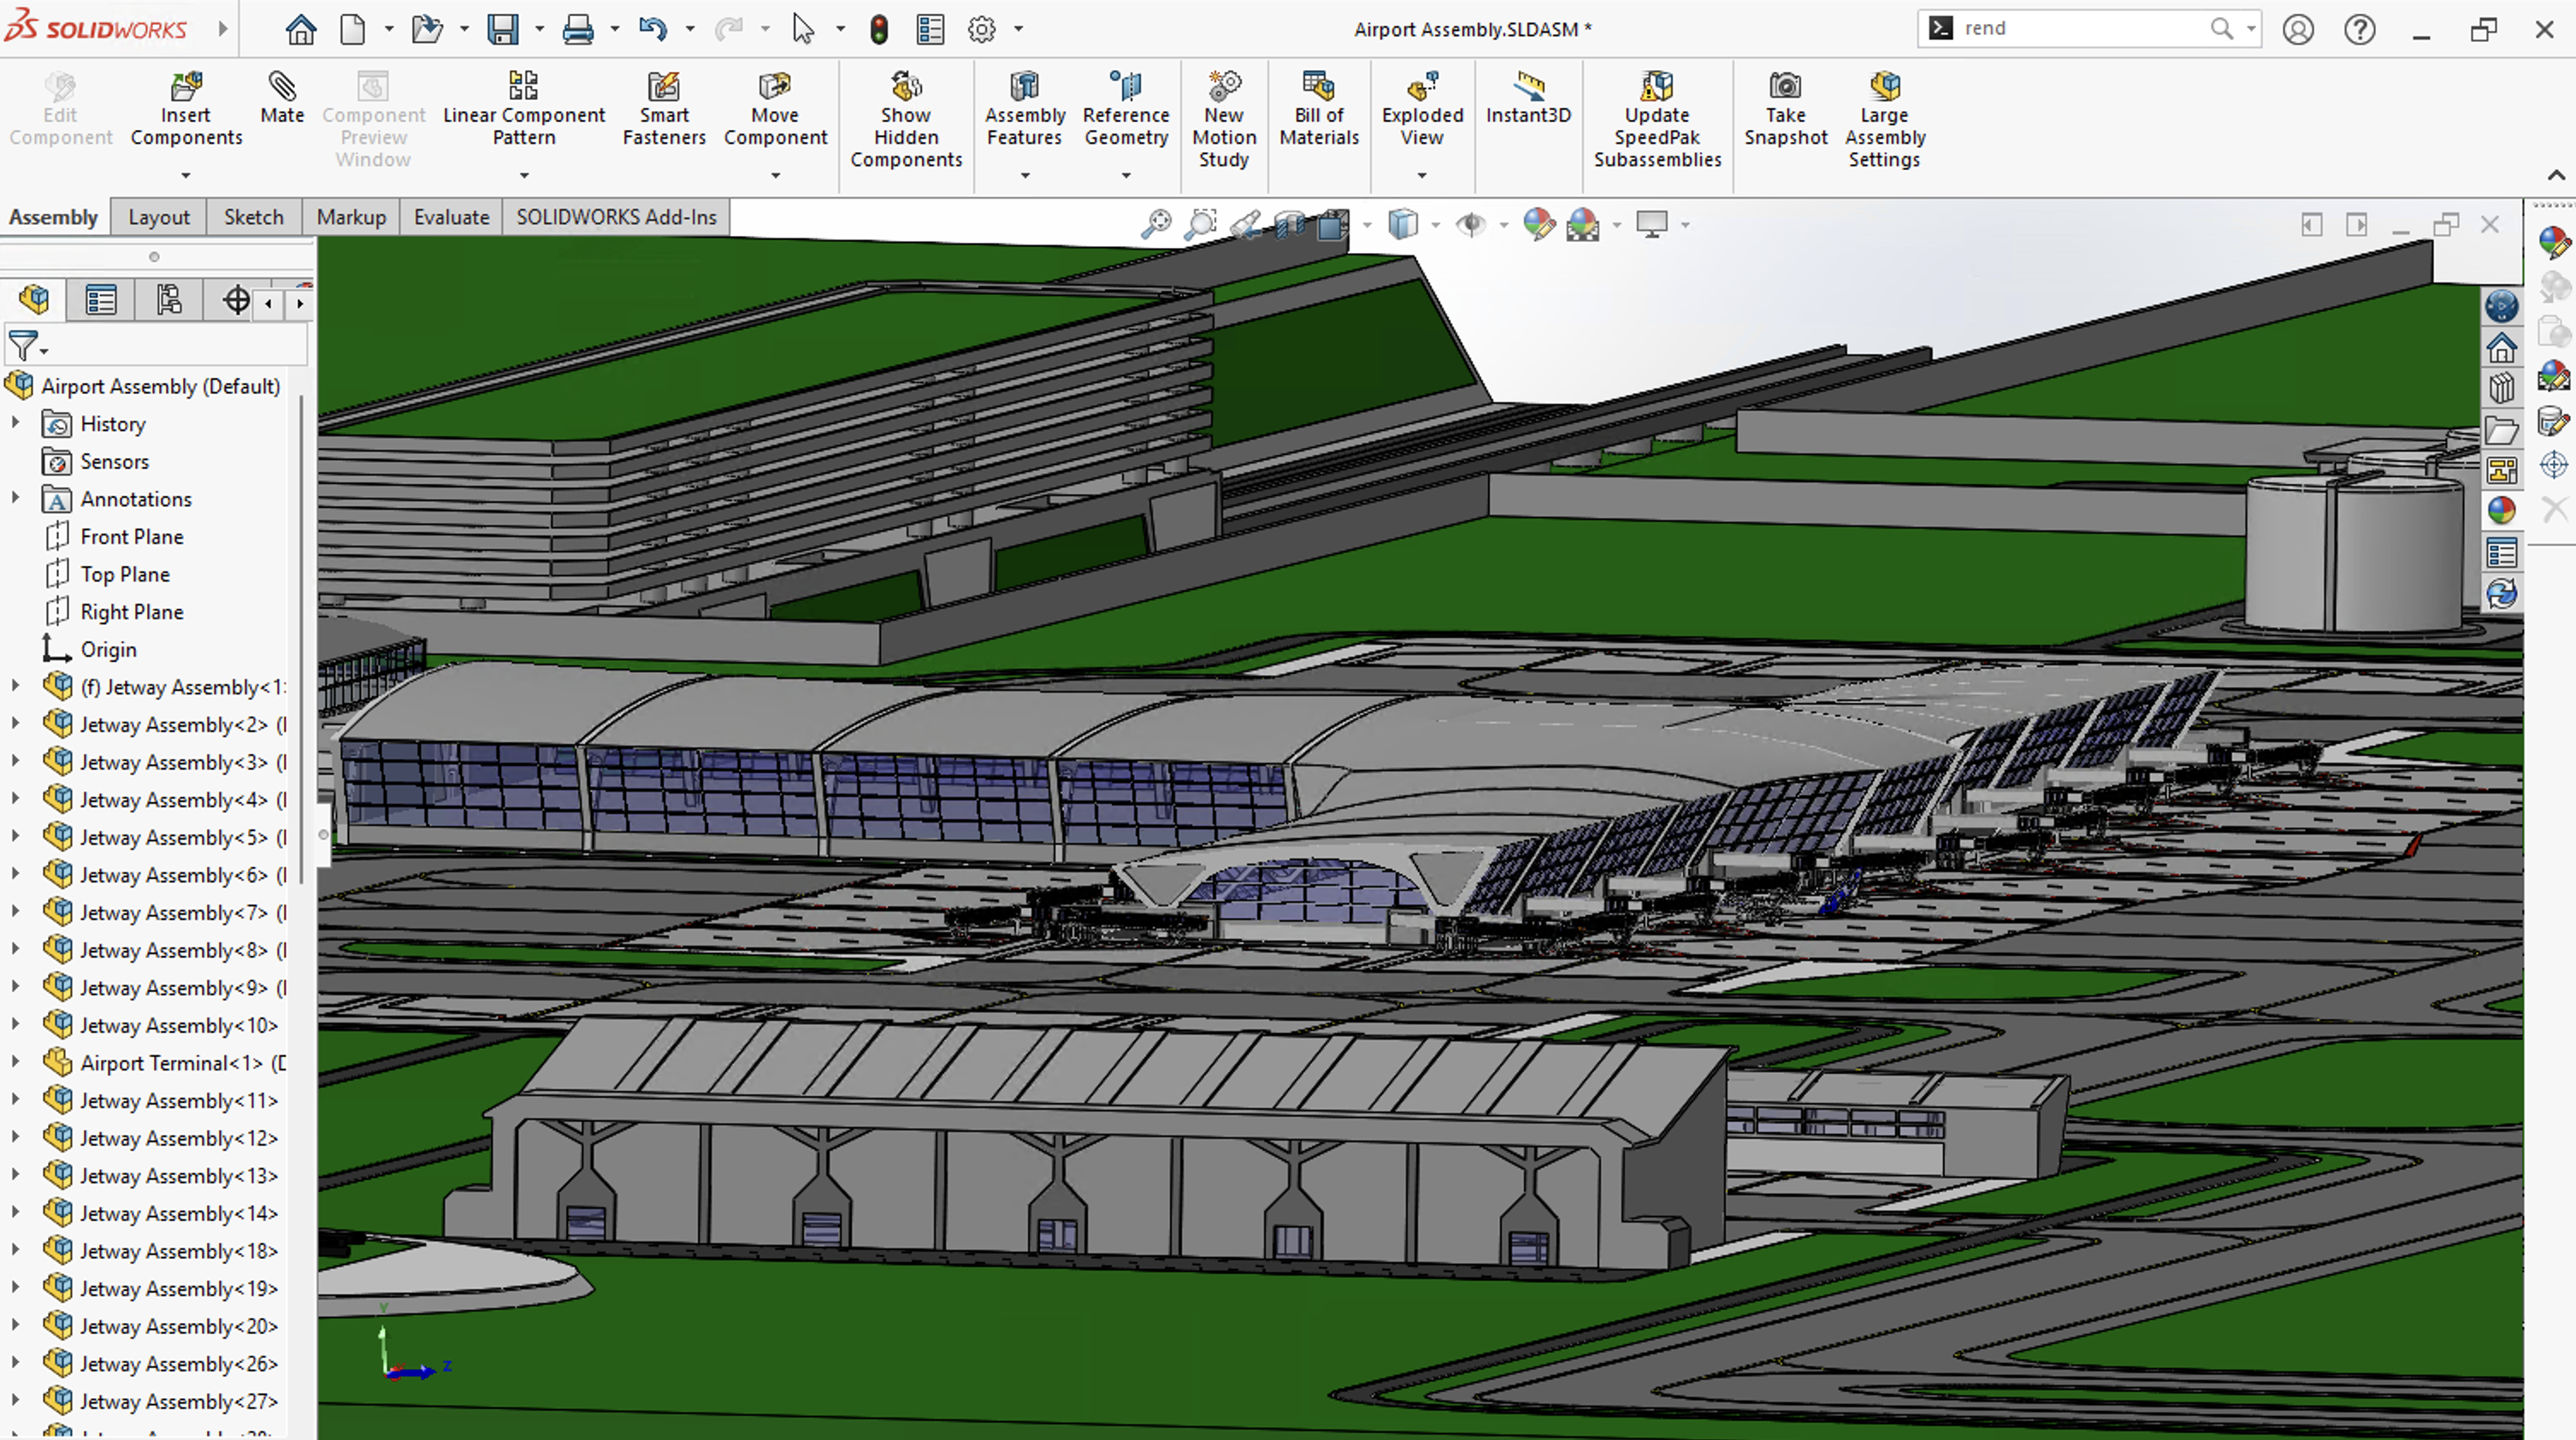 SOLIDWORKS
Airport Assembly.SLDASM *
rend
Edit
Component
Insert
Components
Mate
Component
Preview
Window
Linear Component
Pattern
Smart
Fasteners
Move
Component
Show
Hidden
Components
Assembly
Features
Reference
Geometry
New
Motion
Study
Bill of
Materials
Exploded
View
Instant3D
Update
SpeedPak
Subassemblies
Take
Snapshot
Large
Assembly
Settings
Assembly
Layout
Sketch
Markup
Evaluate
SOLIDWORKS Add-Ins
Airport Assembly (Default)
History
Sensors
Annotations
Front Plane
Top Plane
Right Plane
Origin
(f) Jetway Assembly<1
Jetway Assembly<2> (
Jetway Assembly<3> (
Jetway Assembly<4> (
Jetway Assembly<5> (
Jetway Assembly<6> (
Jetway Assembly<7> (
Jetway Assembly<8> (
Jetway Assembly<9> (
Jetway Assembly<10>
Airport Terminal<1> (
Jetway Assembly<11>
Jetway Assembly<12>
Jetway Assembly<13>
Jetway Assembly<14>
Jetway Assembly<18>
Jetway Assembly<19>
Jetway Assembly<20>
Jetway Assembly<26>
Jetway Assembly<27>
Y
Z